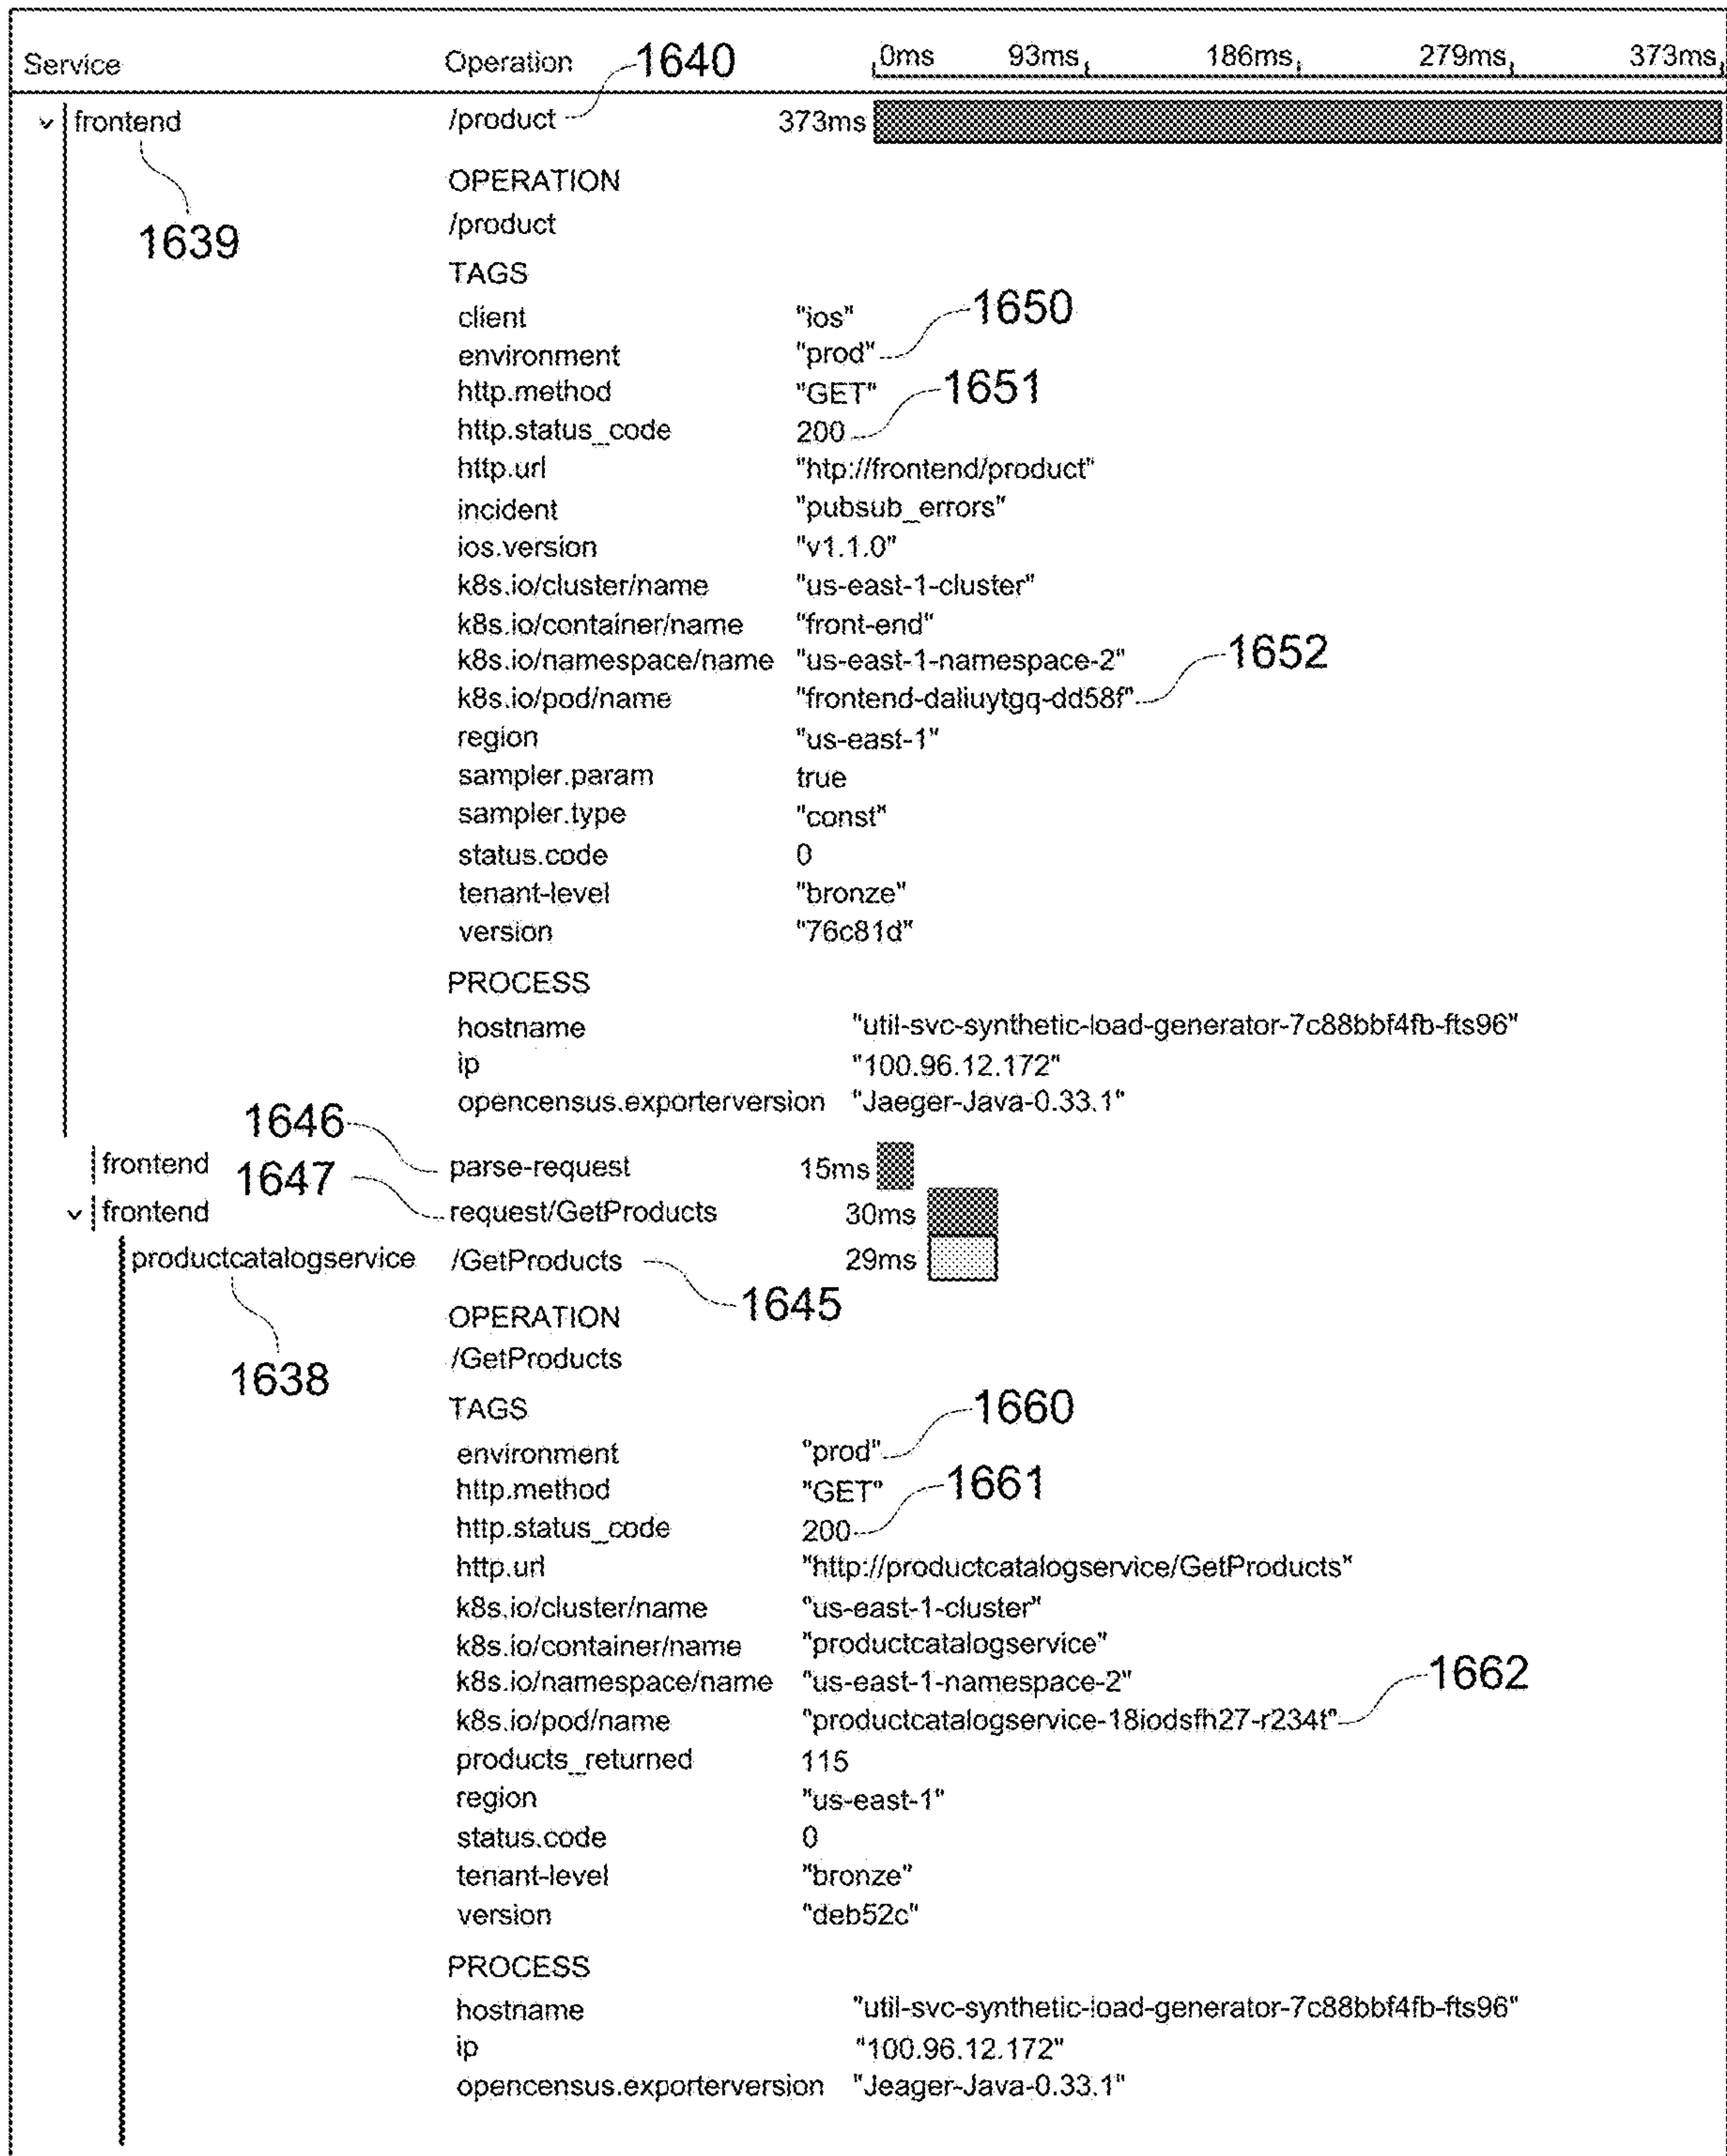 Service Operation 1640 0ms 93ms 186ms 279ms 373ms
frontend /product 373ms
OPERATION
1639 /product
TAGS
client "ios" 1650
environment "prod"
http.method "GET" 1651
http.status_code 200
http.url "htp://frontend/product"
incident "pubsub_errors"
ios.version "v1.1.0"
k8s.io/cluster/name "us-east-1-cluster"
k8s.io/container/name "front-end"
k8s.io/namespace/name "us-east-1-namespace-2" 1652
k8s.io/pod/name "frontend-daliuytgq-dd58f"
region "us-east-1"
sampler.param true
sampler.type "const"
status.code 0
tenant-level "bronze"
version "76c81d"
PROCESS
hostname "util-svc-synthetic-load-generator-7c88bbf4fb-fts96"
ip "100.96.12.172"
opencensus.exporterversion "Jaeger-Java-0.33.1"
1646
frontend 1647 parse-request 15ms
frontend request/GetProducts 30ms
productcatalogservice /GetProducts 29ms
1645
OPERATION
1638 /GetProducts
TAGS 1660
environment "prod"
http.method "GET" 1661
http.status_code 200
http.url "http://productcatalogservice/GetProducts"
k8s.io/cluster/name "us-east-1-cluster"
k8s.io/container/name "productcatalogservice"
k8s.io/namespace/name "us-east-1-namespace-2" 1662
k8s.io/pod/name "productcatalogservice-18iodsfh27-r234t"
products_returned 115
region "us-east-1"
status.code 0
tenant-level "bronze"
version "deb52c"
PROCESS
hostname "util-svc-synthetic-load-generator-7c88bbf4fb-fts96"
ip "100.96.12.172"
opencensus.exporterversion "Jeager-Java-0.33.1"